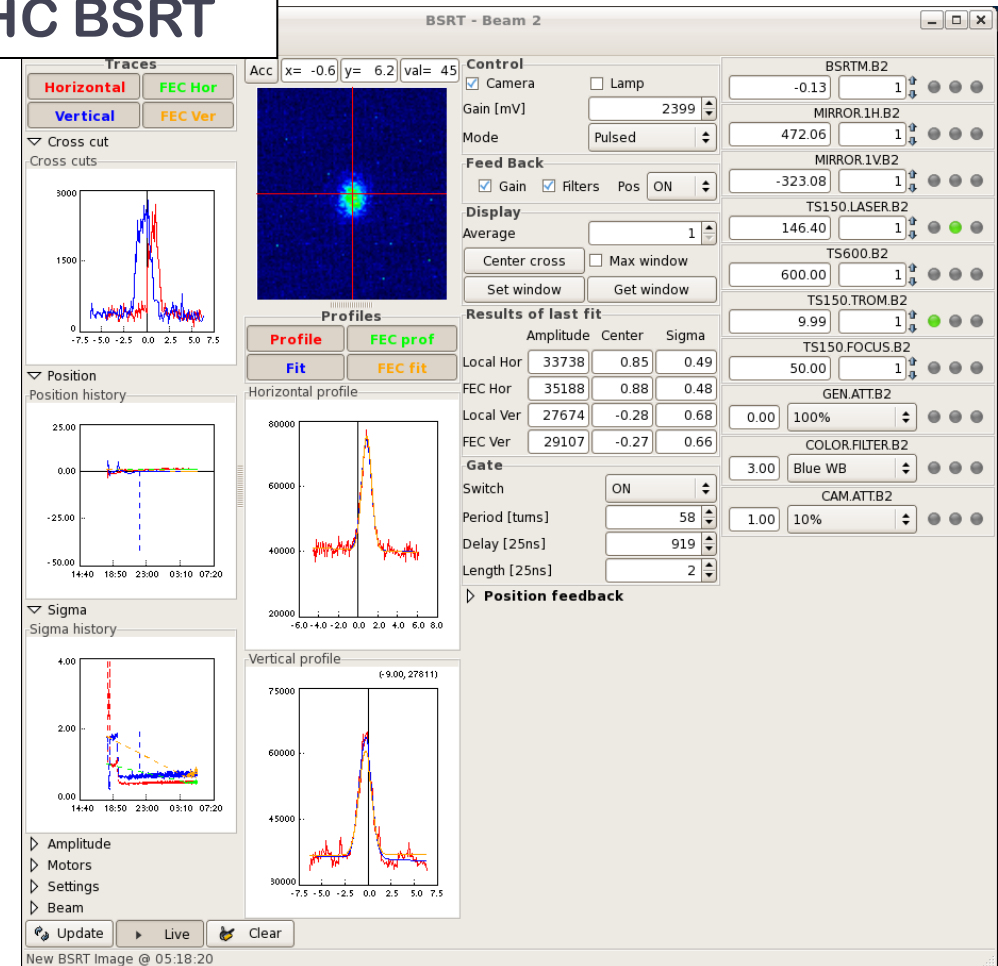 HC BSRT
BSRT - Beam 2
Traces
Horizontal FEC Hor
Vertical FEC Ver
Cross cut
Cross cuts
3000
1500
0
-7.5 -5.0 -2.5 0.0 2.5 5.0 7.5
Position
Position history
25.00
0.00
-25.00
-50.00
14:40 18:50 23:00 03:10 07:20
Sigma
Sigma history
4.00
2.00
0.00
14:40 18:50 23:00 03:10 07:20
Amplitude
Motors
Settings
Beam
Update Live Clear
New BSRT Image @ 05:18:20
Acc x= -0.6 y= 6.2 val= 45
Profiles
Profile FEC prof
Fit FEC fit
Horizontal profile
80000
60000
40000
20000
-6.0 -4.0 -2.0 0.0 2.0 4.0 6.0 8.0
Vertical profile
(-9.00, 27811)
75000
60000
45000
30000
-7.5 -5.0 -2.5 0.0 2.5 5.0 7.5
Control
Camera Lamp
Gain [mV] 2399
Mode Pulsed
Feed Back
Gain Filters Pos ON
Display
Average 1
Center cross Max window
Set window Get window
Results of last fit
Amplitude Center Sigma
Local Hor 33738 0.85 0.49
FEC Hor 35188 0.88 0.48
Local Ver 27674 -0.28 0.68
FEC Ver 29107 -0.27 0.66
Gate
Switch ON
Period [turns] 58
Delay [25ns] 919
Length [25ns] 2
Position feedback
BSRTM.B2
-0.13 1
MIRROR.1H.B2
472.06 1
MIRROR.1V.B2
-323.08 1
TS150.LASER.B2
146.40 1
TS600.B2
600.00 1
TS150.TROM.B2
9.99 1
TS150.FOCUS.B2
50.00 1
GEN.ATT.B2
0.00 100%
COLOR.FILTER.B2
3.00 Blue WB
CAM.ATT.B2
1.00 10%